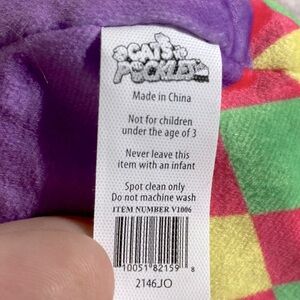 CATS vs
PICKLES
Made in China
Not for children
under the age of 3
Never leave this
item with an infant
Spot clean only
Do not machine wash
ITEM NUMBER V1006
10051 82159 8
2146JO